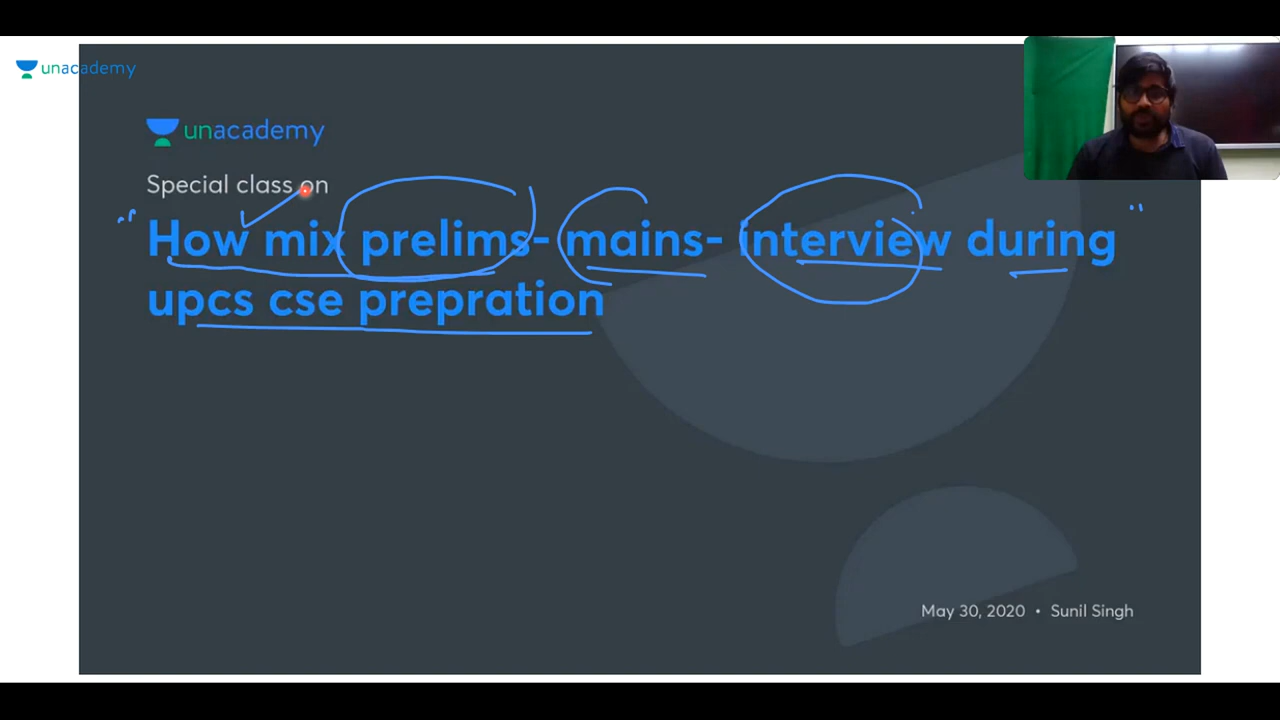 unacademy
unacademy
Special class on
"How mix prelims- mains- interview during"
upcs cse prepration
May 30, 2020 • Sunil Singh